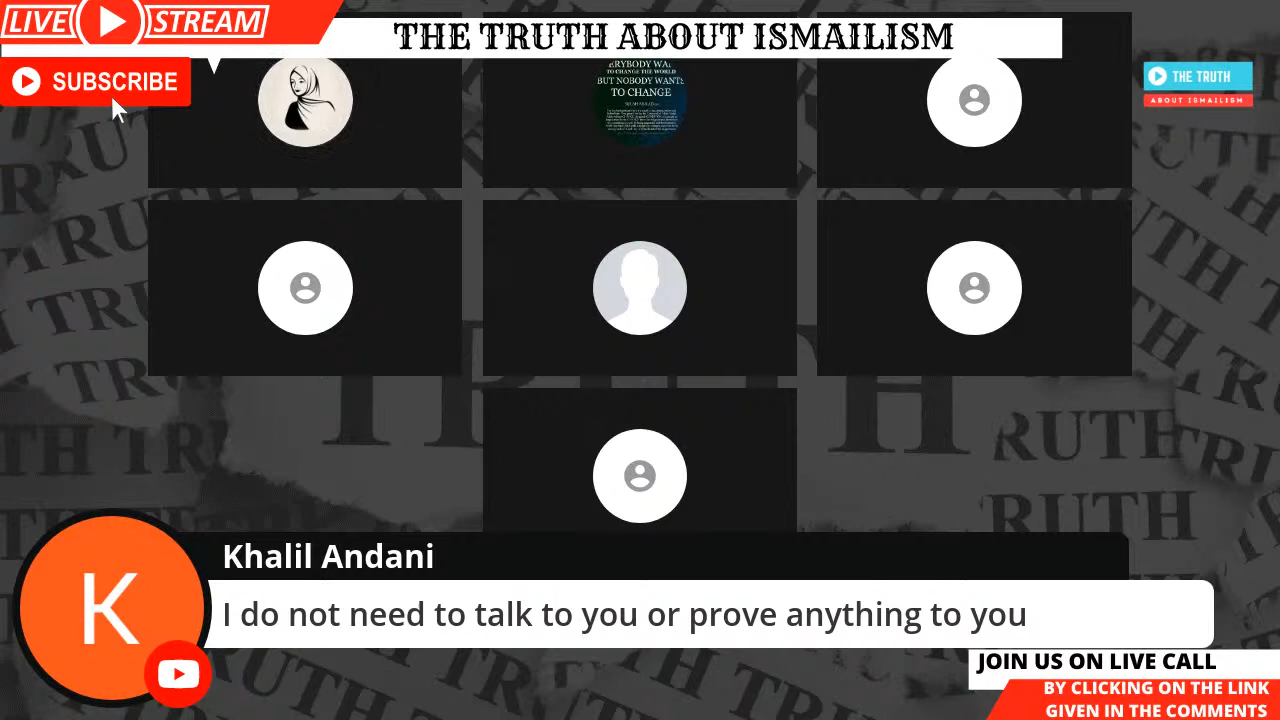 LIVE STREAM
THE TRUTH ABOUT ISMAILISM
SUBSCRIBE
TO CHANGE THE WORLD
BUT NOBODY WANTS
TO CHANGE
THE TRUTH
ABOUT ISMAILISM
TRUTH
Khalil Andani
K
I do not need to talk to you or prove anything to you
JOIN US ON LIVE CALL
BY CLICKING ON THE LINK
GIVEN IN THE COMMENTS